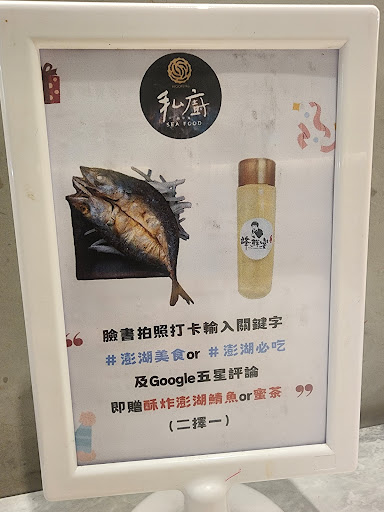 私廚
SEA FOOD
臉書拍照打卡輸入關鍵字
#澎湖美食or #澎湖必吃
及Google五星評論
即贈酥炸澎湖鯖魚or蜜茶
(二擇一)